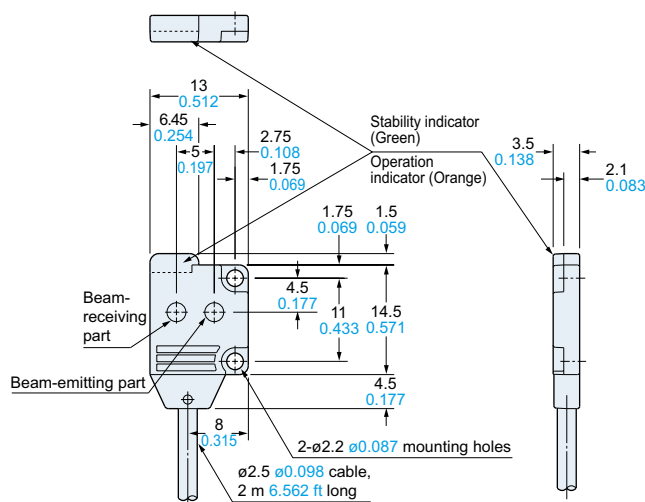 13
0.512
6.45
0.254
5
0.197
2.75
0.108
1.75
0.069
Stability indicator
(Green)
Operation
indicator (Orange)
3.5
0.138
2.1
0.083
1.75
0.069
1.5
0.059
4.5
0.177
11
0.433
14.5
0.571
Beam-
receiving
part
Beam-emitting part
4.5
0.177
8
0.315
2-ø2.2 ø0.087 mounting holes
ø2.5 ø0.098 cable,
2 m 6.562 ft long